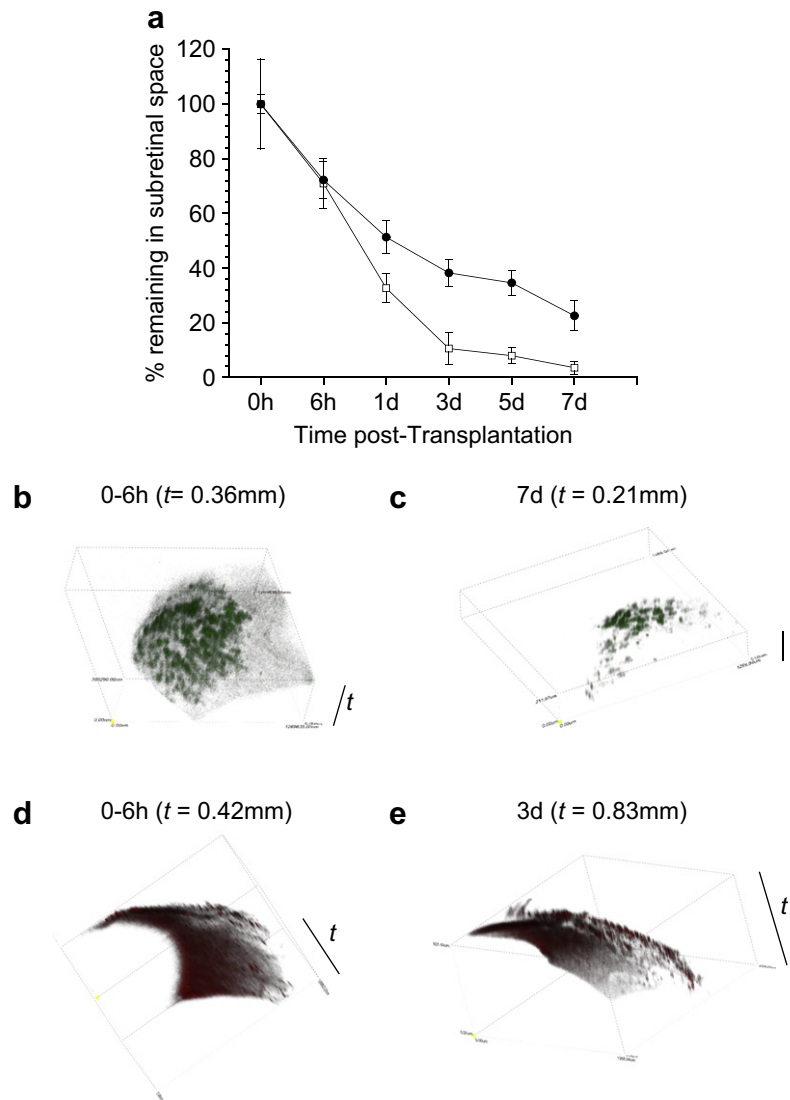 a
% remaining in subretinal space
120
100
80
60
40
20
0
0h 6h 1d 3d 5d 7d
Time post-Transplantation
b 0-6h (t= 0.36mm)
c 7d (t = 0.21mm)
t
d 0-6h (t = 0.42mm)
e 3d (t = 0.83mm)
t
t